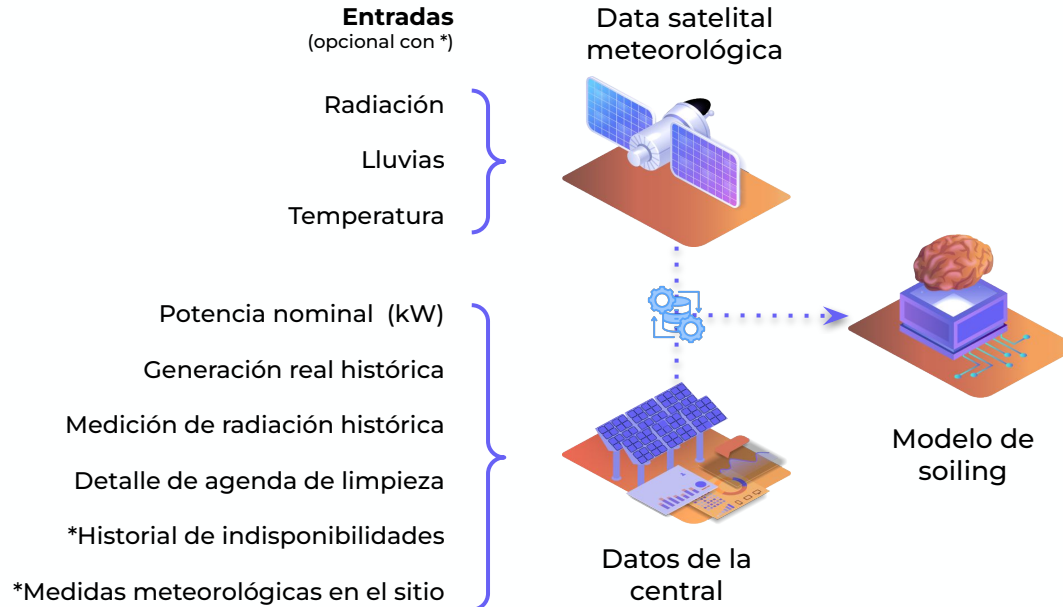 Entradas
(opcional con *)
Radiación
Lluvias
Temperatura
Data satelital
meteorológica
Potencia nominal  (kW)
Generación real histórica
Medición de radiación histórica
Detalle de agenda de limpieza
*Historial de indisponibilidades
*Medidas meteorológicas en el sitio
Datos de la
central
Modelo de
soiling